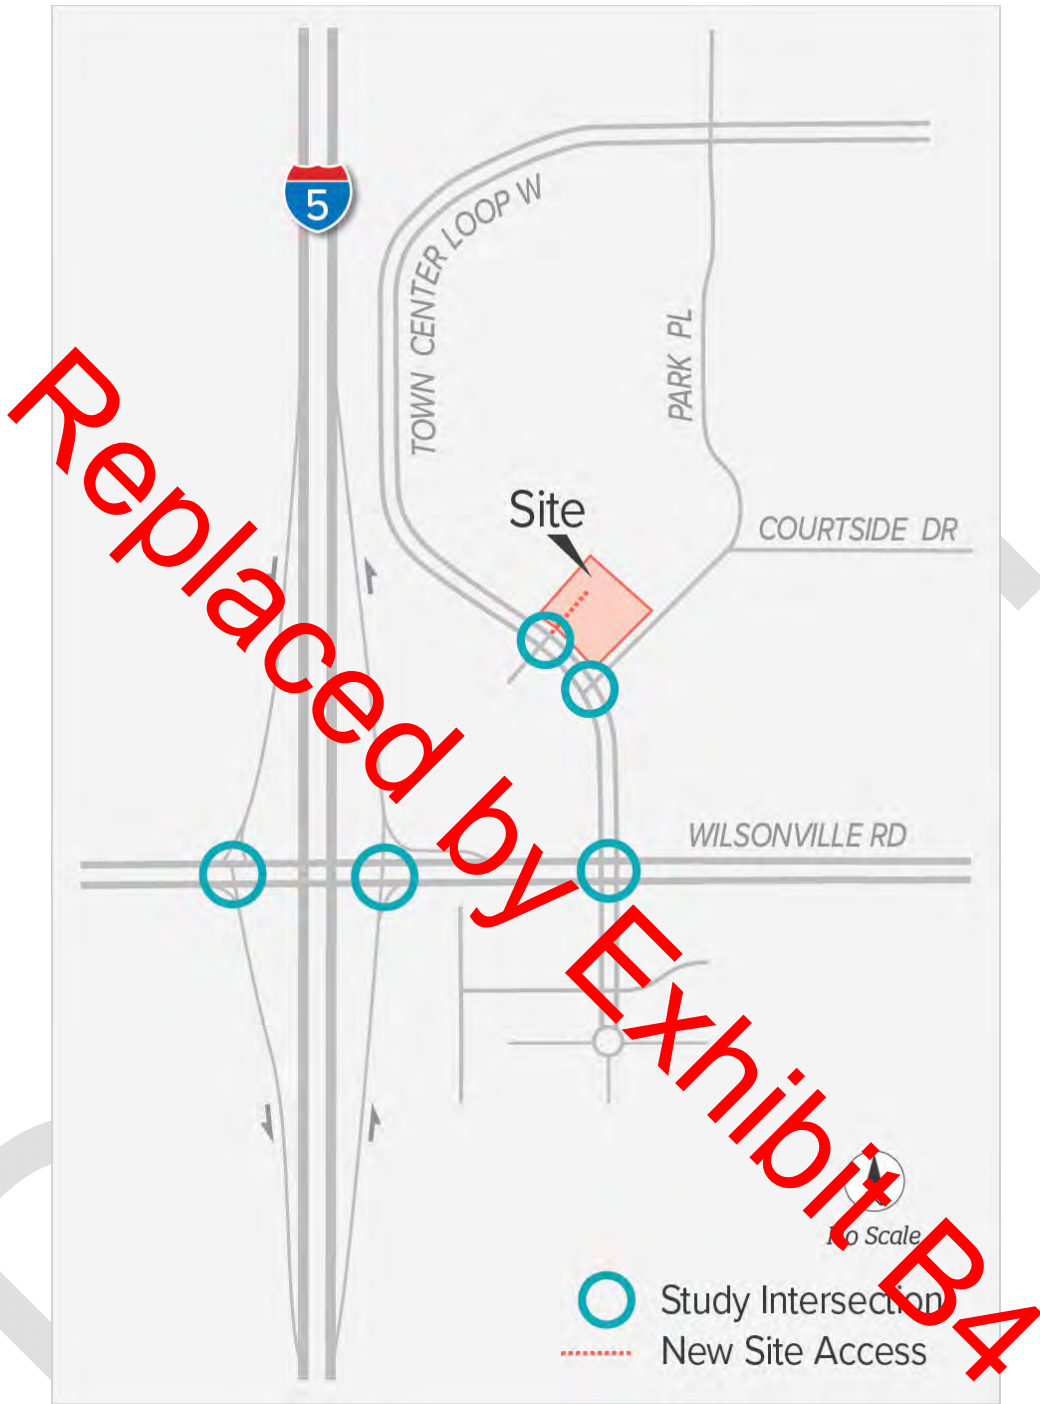 5
TOWN CENTER LOOP W
PARK PL
Site
COURTSIDE DR
WILSONVILLE RD
Replaced by Exhibit B4
No Scale
Study Intersection
New Site Access